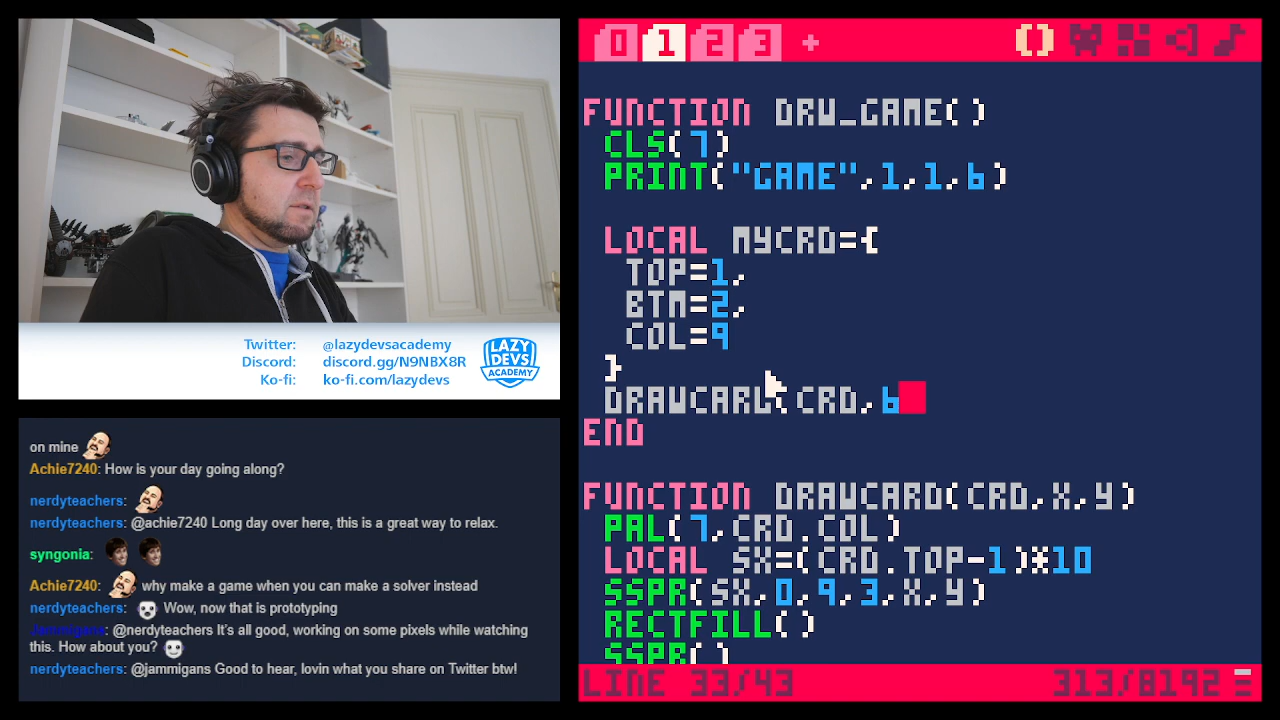 Twitter: @lazydevsacademy
Discord: discord.gg/N9NBX8R
Ko-fi: ko-fi.com/lazydevs
LAZY
DEVS
ACADEMY
on mine
Achie7240: How is your day going along?
nerdyteachers:
nerdyteachers: @achie7240 Long day over here, this is a great way to relax.
syngonia:
Achie7240: why make a game when you can make a solver instead
nerdyteachers: Wow, now that is prototyping
Jammigans: @nerdyteachers It's all good, working on some pixels while watching
this. How about you?
nerdyteachers: @jammigans Good to hear, lovin what you share on Twitter btw!
0 1 2 3 +
FUNCTION DRW_GAME()
CLS(7)
PRINT("GAME",1,1,6)
LOCAL MYCRD={
TOP=1,
BTM=2,
COL=9
}
DRAWCARD(CRD,6
END
FUNCTION DRAWCARD(CRD,X,Y)
PAL(7,CRD.COL)
LOCAL SX=(CRD.TOP-1)*10
SSPR(SX,0,9,3,X,Y)
RECTFILL()
SSPR()
LINE 33/43
313/8192